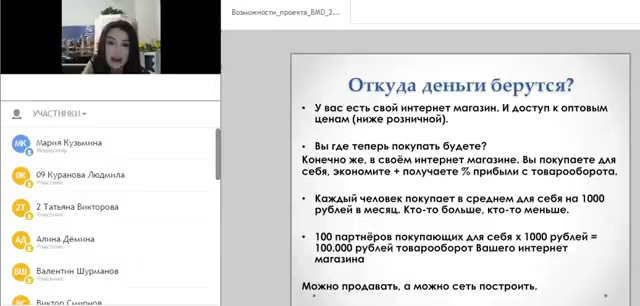 Возможности_проекта_BMD_2...
УЧАСТНИКИ
МК
Мария Кузьмина
Модератор
0К
09 Куранова Людмила
Участник
2Т
2 Татьяна Викторова
Участник
АД
Алина Дёмина
Участник
ВШ
Валентин Шурманов
Участник
ВС
Виктор Смирнов
Откуда деньги берутся?
• У вас есть свой интернет магазин. И доступ к оптовым
ценам (ниже розничной).
• Вы где теперь покупать будете?
Конечно же, в своём интернет магазине. Вы покупаете для
себя, экономите + получаете % прибыли с товарооборота.
• Каждый человек покупает в среднем для себя на 1000
рублей в месяц. Кто-то больше, кто-то меньше.
• 100 партнёров покупающих для себя х 1000 рублей =
100.000 рублей товарооборот Вашего интернет
магазина
Можно продавать, а можно сеть построить.